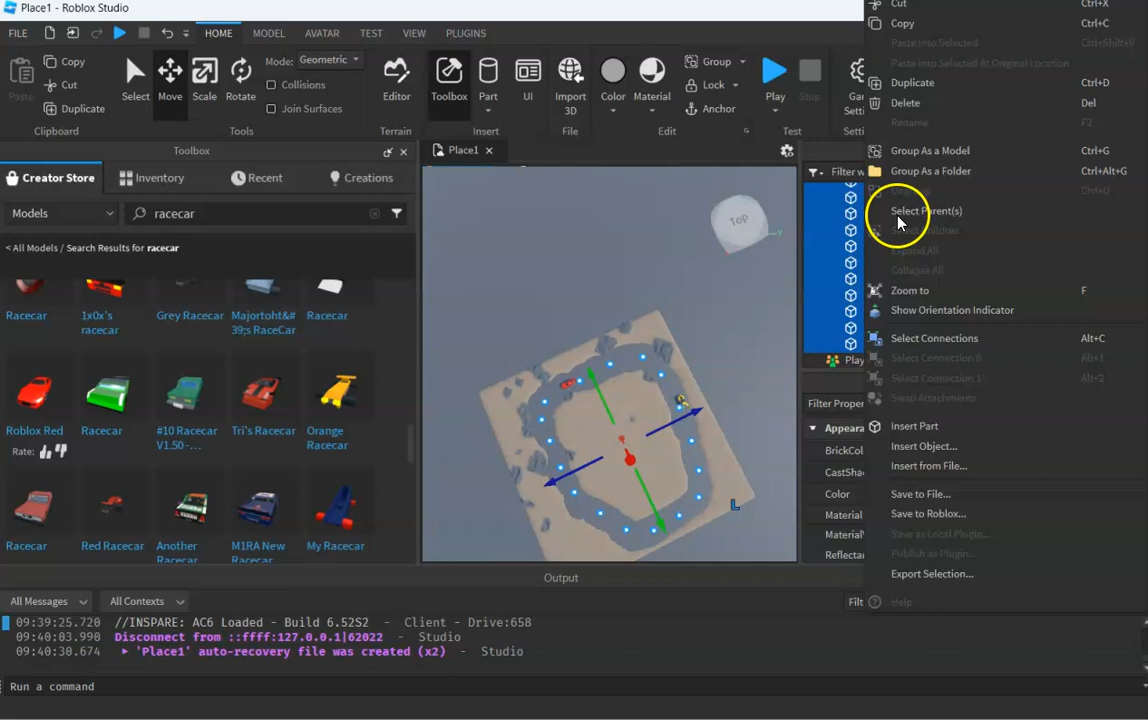 Place1 - Roblox Studio
FILE HOME MODEL AVATAR TEST VIEW PLUGINS
Paste
Copy
Cut
Duplicate
Clipboard
Select
Move
Scale
Rotate
Mode: Geometric
Collisions
Join Surfaces
Tools
Editor
Terrain
Toolbox
Part
UI
Insert
Import
3D
File
Color
Material
Group
Lock
Anchor
Edit
Play
Stop
Test
Toolbox
Creator Store Inventory Recent Creations
Models racecar
< All Models / Search Results for racecar
Racecar 1x0x's
racecar Grey Racecar Majortoht&
#39;s RaceCar Racecar
Roblox Red Racecar #10 Racecar
V1.50 -... Tri's Racecar Orange
Racecar
Rate:
Racecar Red Racecar Another
Racecar M1RA New
Racecar My Racecar
Place1
TOP
Y
L
Filter w
Play
Filter Proper
Appeara
BrickCol
CastSha
Color
Material
MaterialV
Reflectar
Cut Ctrl+X
Copy Ctrl+C
Paste Into Selected Ctrl+Shift+V
Paste Into Selected At Original Location
Duplicate Ctrl+D
Delete Del
Rename F2
Group As a Model Ctrl+G
Group As a Folder Ctrl+Alt+G
Ungroup Ctrl+U
Select Parent(s)
Select Children
Expand All
Collapse All
Zoom to F
Show Orientation Indicator
Select Connections Alt+C
Select Connection 0 Alt+1
Select Connection 1 Alt+2
Swap Attachments
Insert Part
Insert Object...
Insert from File...
Save to File...
Save to Roblox...
Save as Local Plugin...
Publish as Plugin...
Export Selection...
Help
Output
All Messages All Contexts Filt
09:39:25.720 //INSPARE: AC6 Loaded - Build 6.52S2 - Client - Drive:658
09:40:03.990 Disconnect from ::ffff:127.0.0.1|62022 - Studio
09:40:30.674 'Place1' auto-recovery file was created (x2) - Studio
Run a command